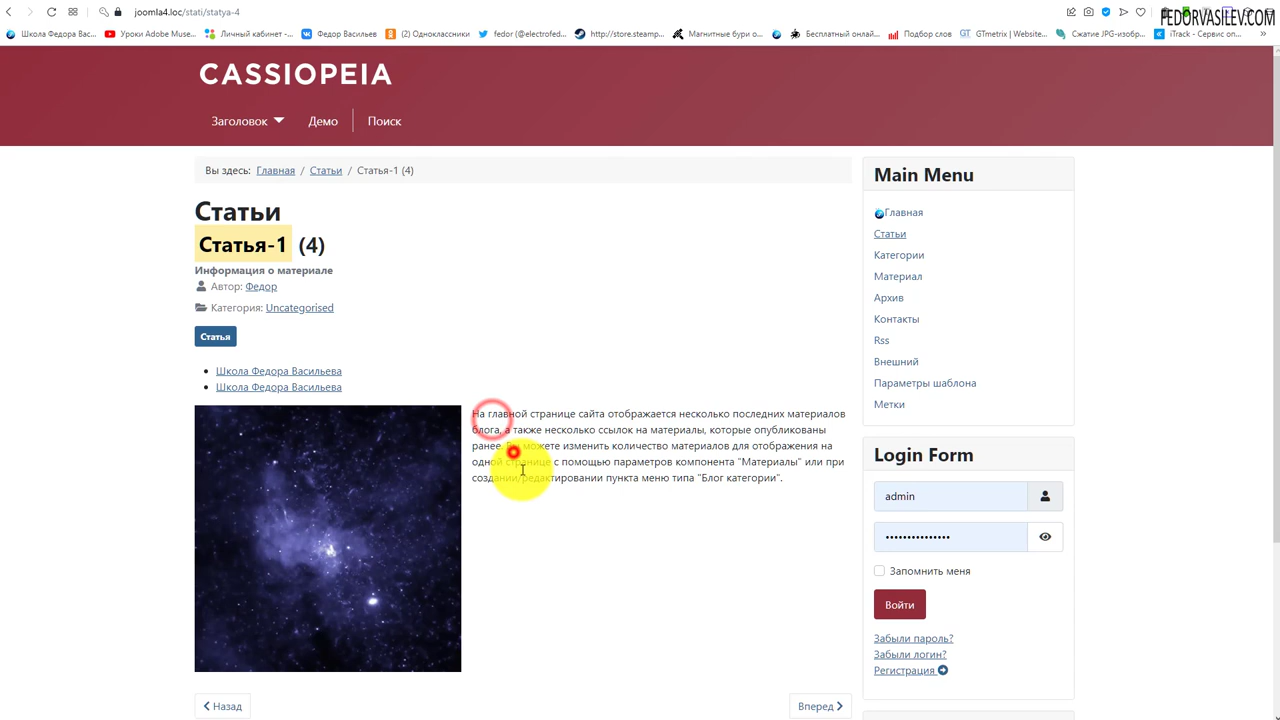 joomla4.loc/stati/statya-4
FEDORVASILEV.COM
Школа Федора Вас...
Уроки Adobe Muse...
Личный кабинет -...
Федор Васильев
(2) Одноклассники
fedor (@electrofed...
http://store.steamp...
Магнитные бури о...
Бесплатный онлай...
Подбор слов
GTmetrix | Website...
Сжатие JPG-изобр...
iTrack - Сервис оп...
CASSIOPEIA
Заголовок
Демо
Поиск
Вы здесь: Главная / Статьи / Статья-1 (4)
Статьи
Статья-1 (4)
Информация о материале
Автор: Федор
Категория: Uncategorised
Статья
Школа Федора Васильева
Школа Федора Васильева
На главной странице сайта отображается несколько последних материалов
блога, а также несколько ссылок на материалы, которые опубликованы
ранее. Вы можете изменить количество материалов для отображения на
одной странице с помощью параметров компонента "Материалы" или при
создании/редактировании пункта меню типа "Блог категории".
Назад
Вперед
Main Menu
Главная
Статьи
Категории
Материал
Архив
Контакты
Rss
Внешний
Параметры шаблона
Метки
Login Form
admin
•••••••••••••••
Запомнить меня
Войти
Забыли пароль?
Забыли логин?
Регистрация